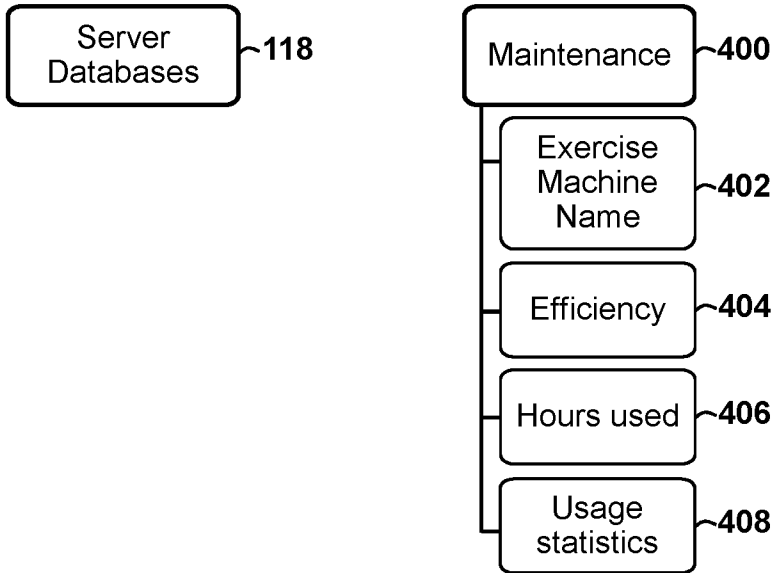 Server
Databases
118
Maintenance
400
Exercise
Machine
Name
402
Efficiency
404
Hours used
406
Usage
statistics
408